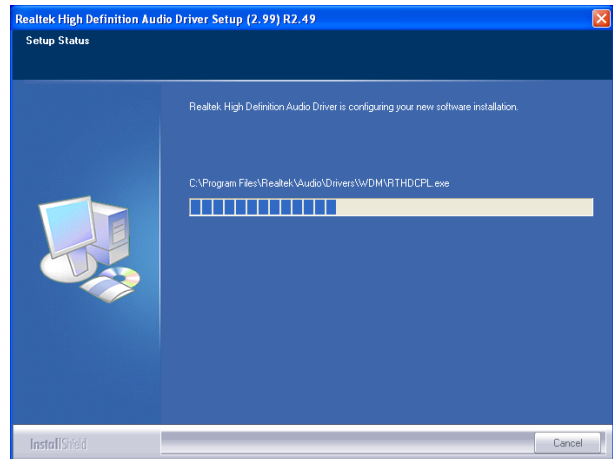 Realtek High Definition Audio Driver Setup (2.99) R2.49
Setup Status
Realtek High Definition Audio Driver is configuring your new software installation.
C:\Program Files\Realtek\Audio\Drivers\WDM\RTHDCPL.exe
InstallShield
Cancel